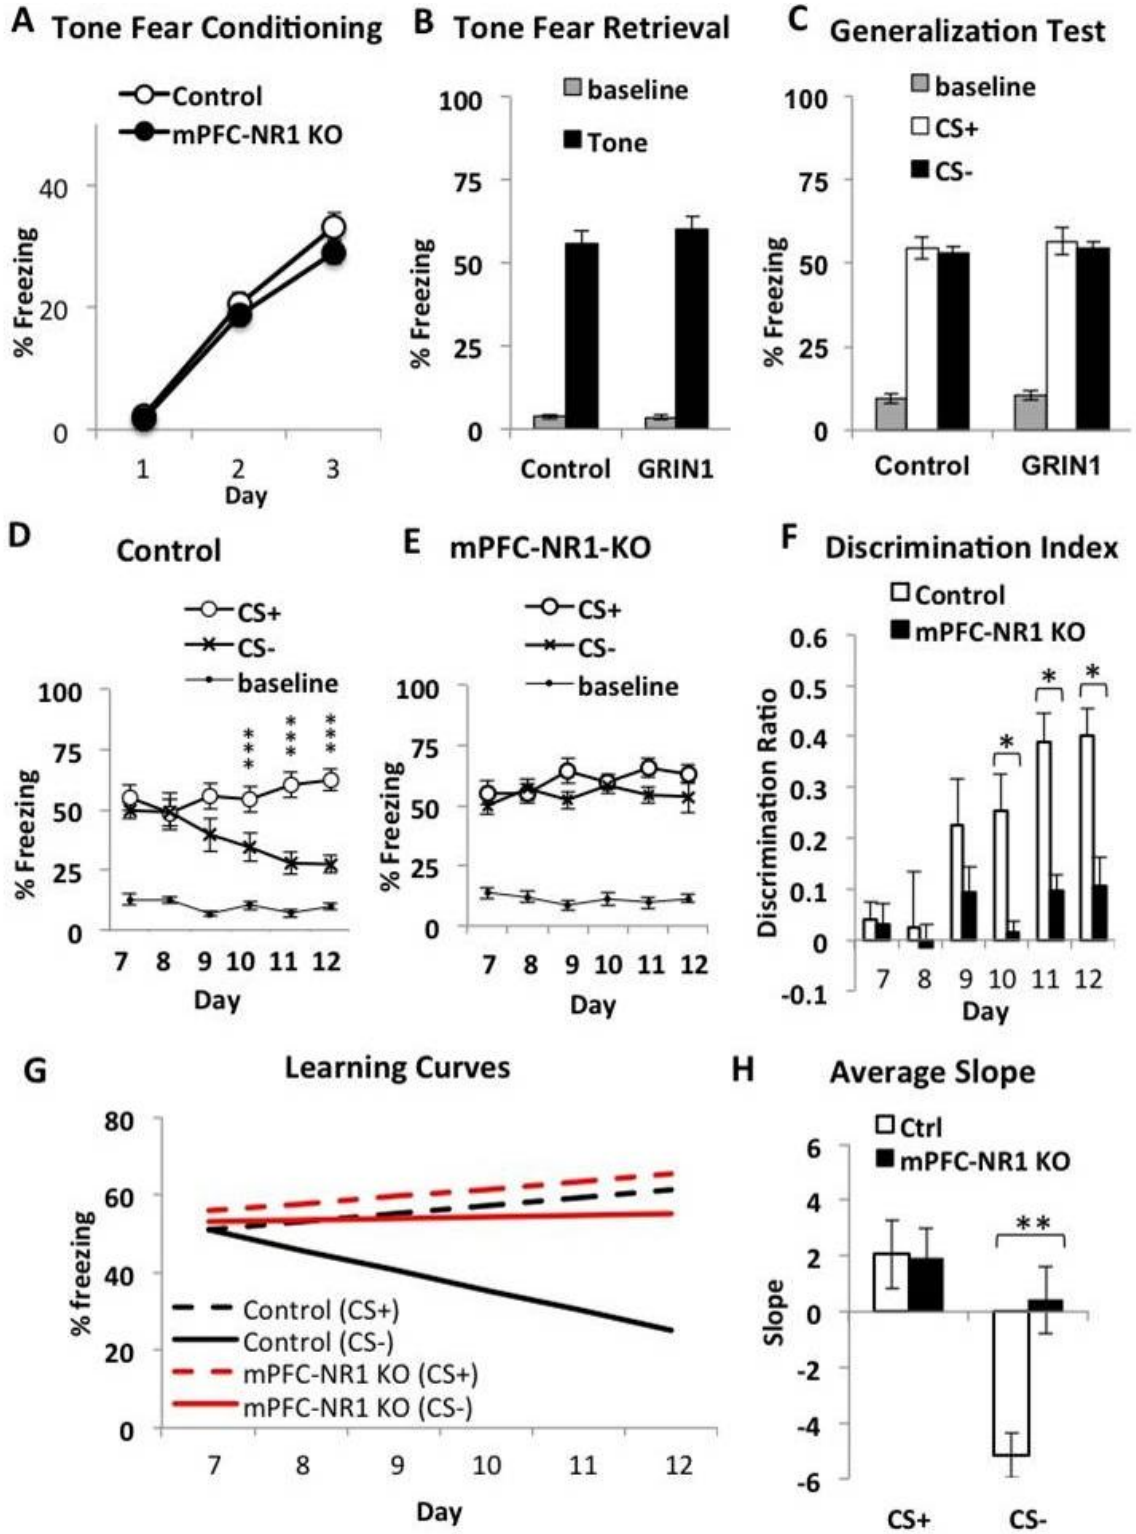 A Tone Fear Conditioning
Control
mPFC-NR1 KO
% Freezing
40
20
0
1 2 3
Day
B Tone Fear Retrieval
baseline
Tone
% Freezing
100
75
50
25
0
Control GRIN1
C Generalization Test
baseline
CS+
CS-
% Freezing
100
75
50
25
0
Control GRIN1
D Control
CS+
CS-
baseline
% Freezing
100
75
50
25
0
***
***
***
7 8 9 10 11 12
Day
E mPFC-NR1-KO
CS+
CS-
baseline
% Freezing
100
75
50
25
0
7 8 9 10 11 12
Day
F Discrimination Index
Control
mPFC-NR1 KO
Discrimination Ratio
0.6
0.5
0.4
0.3
0.2
0.1
0
-0.1
* * *
7 8 9 10 11 12
Day
G Learning Curves
% freezing
80
60
40
20
0
Control (CS+)
Control (CS-)
mPFC-NR1 KO (CS+)
mPFC-NR1 KO (CS-)
7 8 9 10 11 12
Day
H Average Slope
Ctrl
mPFC-NR1 KO
Slope
6
4
2
0
-2
-4
-6
**
CS+ CS-